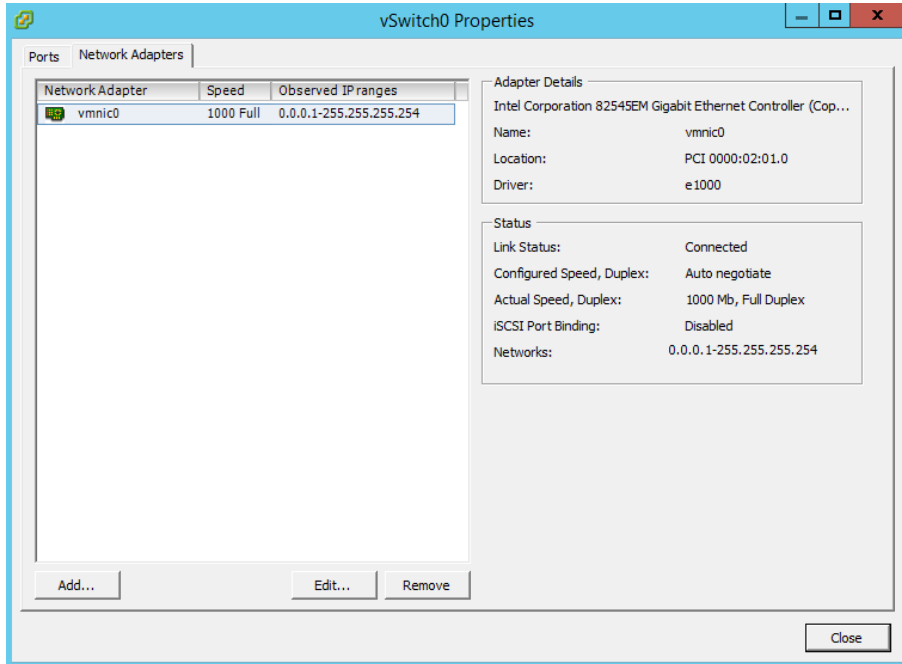 vSwitch0 Properties
Ports Network Adapters
Network Adapter Speed Observed IP ranges
vmnic0 1000 Full 0.0.0.1-255.255.255.254
Adapter Details
Intel Corporation 82545EM Gigabit Ethernet Controller (Cop...
Name: vmnic0
Location: PCI 0000:02:01.0
Driver: e1000
Status
Link Status: Connected
Configured Speed, Duplex: Auto negotiate
Actual Speed, Duplex: 1000 Mb, Full Duplex
iSCSI Port Binding: Disabled
Networks: 0.0.0.1-255.255.255.254
Add... Edit... Remove
Close